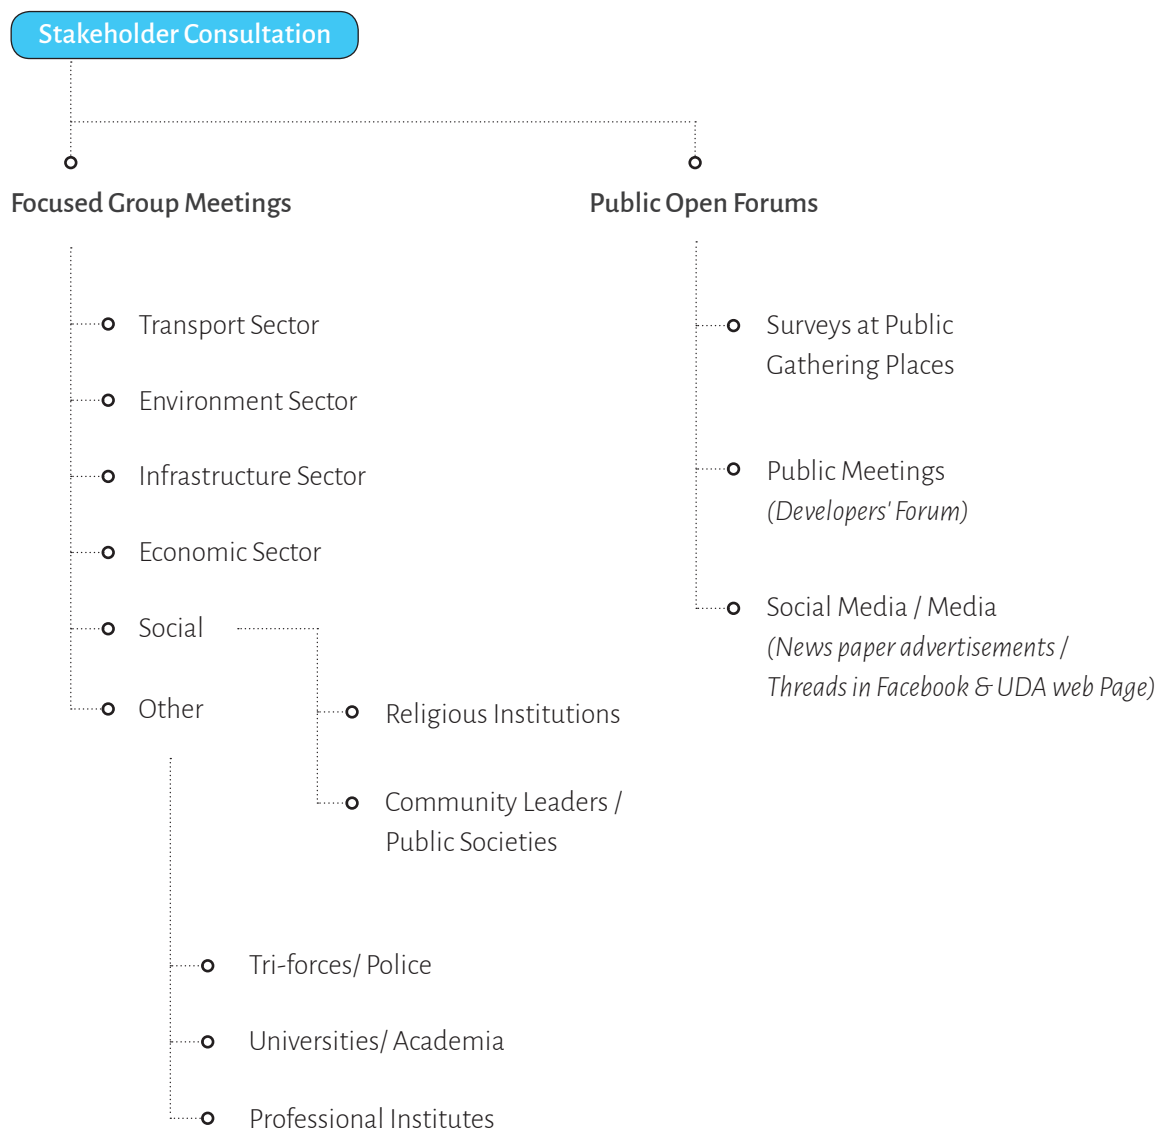 Stakeholder Consultation
Focused Group Meetings
Transport Sector
Environment Sector
Infrastructure Sector
Economic Sector
Social
Religious Institutions
Community Leaders /
Public Societies
Other
Tri-forces/ Police
Universities/ Academia
Professional Institutes
Public Open Forums
Surveys at Public
Gathering Places
Public Meetings
(Developers' Forum)
Social Media / Media
(News paper advertisements /
Threads in Facebook & UDA web Page)